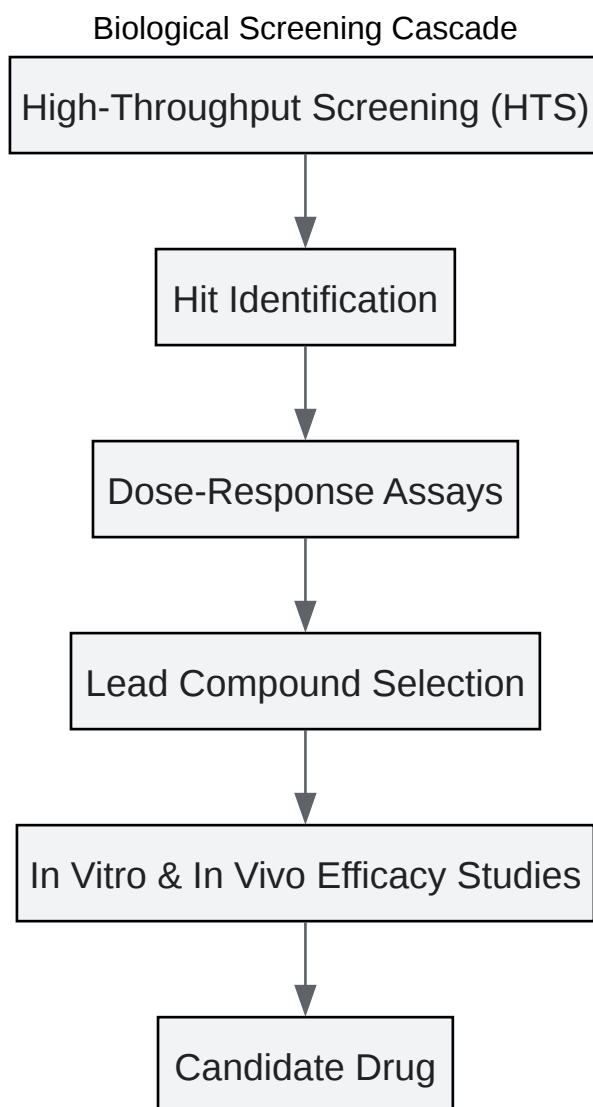 Biological Screening Cascade
High-Throughput Screening (HTS)
Hit Identification
Dose-Response Assays
Lead Compound Selection
In Vitro & In Vivo Efficacy Studies
Candidate Drug